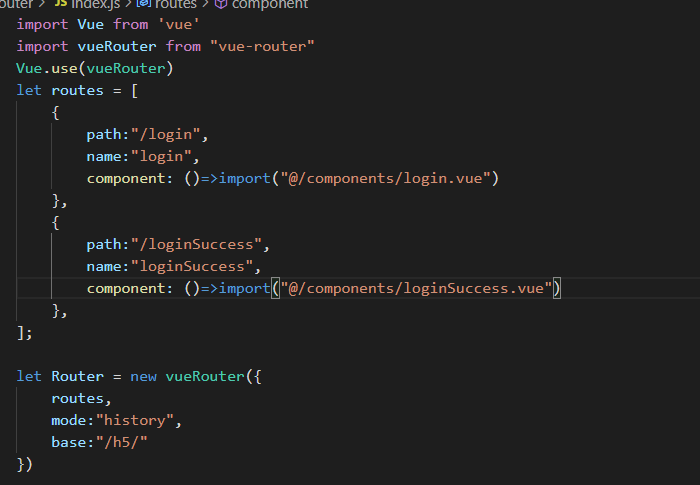 outer > JS index.js > routes > component
import Vue from 'vue'
import vueRouter from "vue-router"
Vue.use(vueRouter)
let routes = [
    {
        path:"/login",
        name:"login",
        component: ()=>import("@/components/login.vue")
    },
    {
        path:"/loginSuccess",
        name:"loginSuccess",
        component: ()=>import("@/components/loginSuccess.vue")
    },
];
let Router = new vueRouter({
    routes,
    mode:"history",
    base:"/h5/"
})